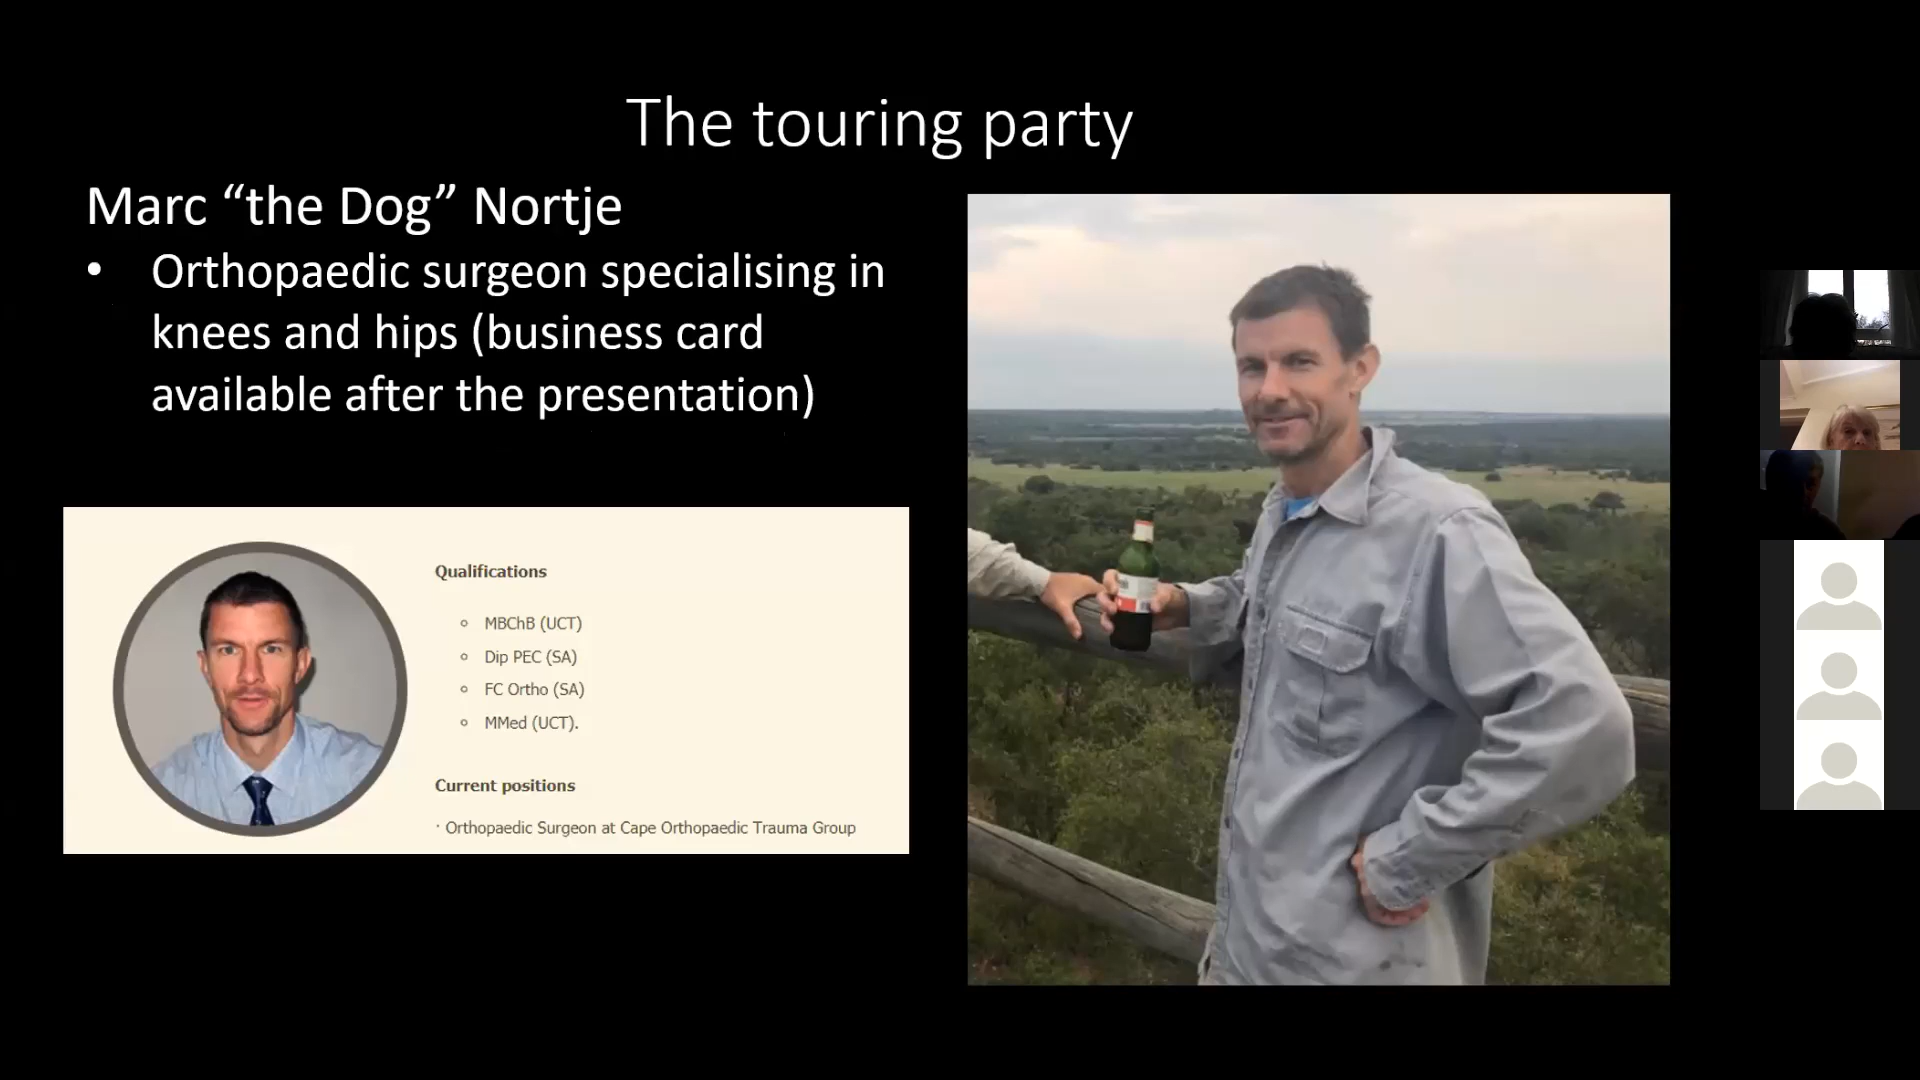 The touring party
Marc “the Dog” Nortje
• Orthopaedic surgeon specialising in
knees and hips (business card
available after the presentation)
Qualifications
MBChB (UCT)
Dip PEC (SA)
FC Ortho (SA)
MMed (UCT).
Current positions
· Orthopaedic Surgeon at Cape Orthopaedic Trauma Group